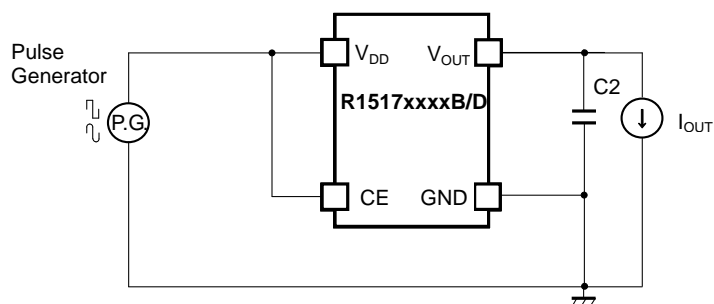 Pulse
Generator
P.G.
VDD
VOUT
R1517xxxxB/D
C2
IOUT
CE
GND